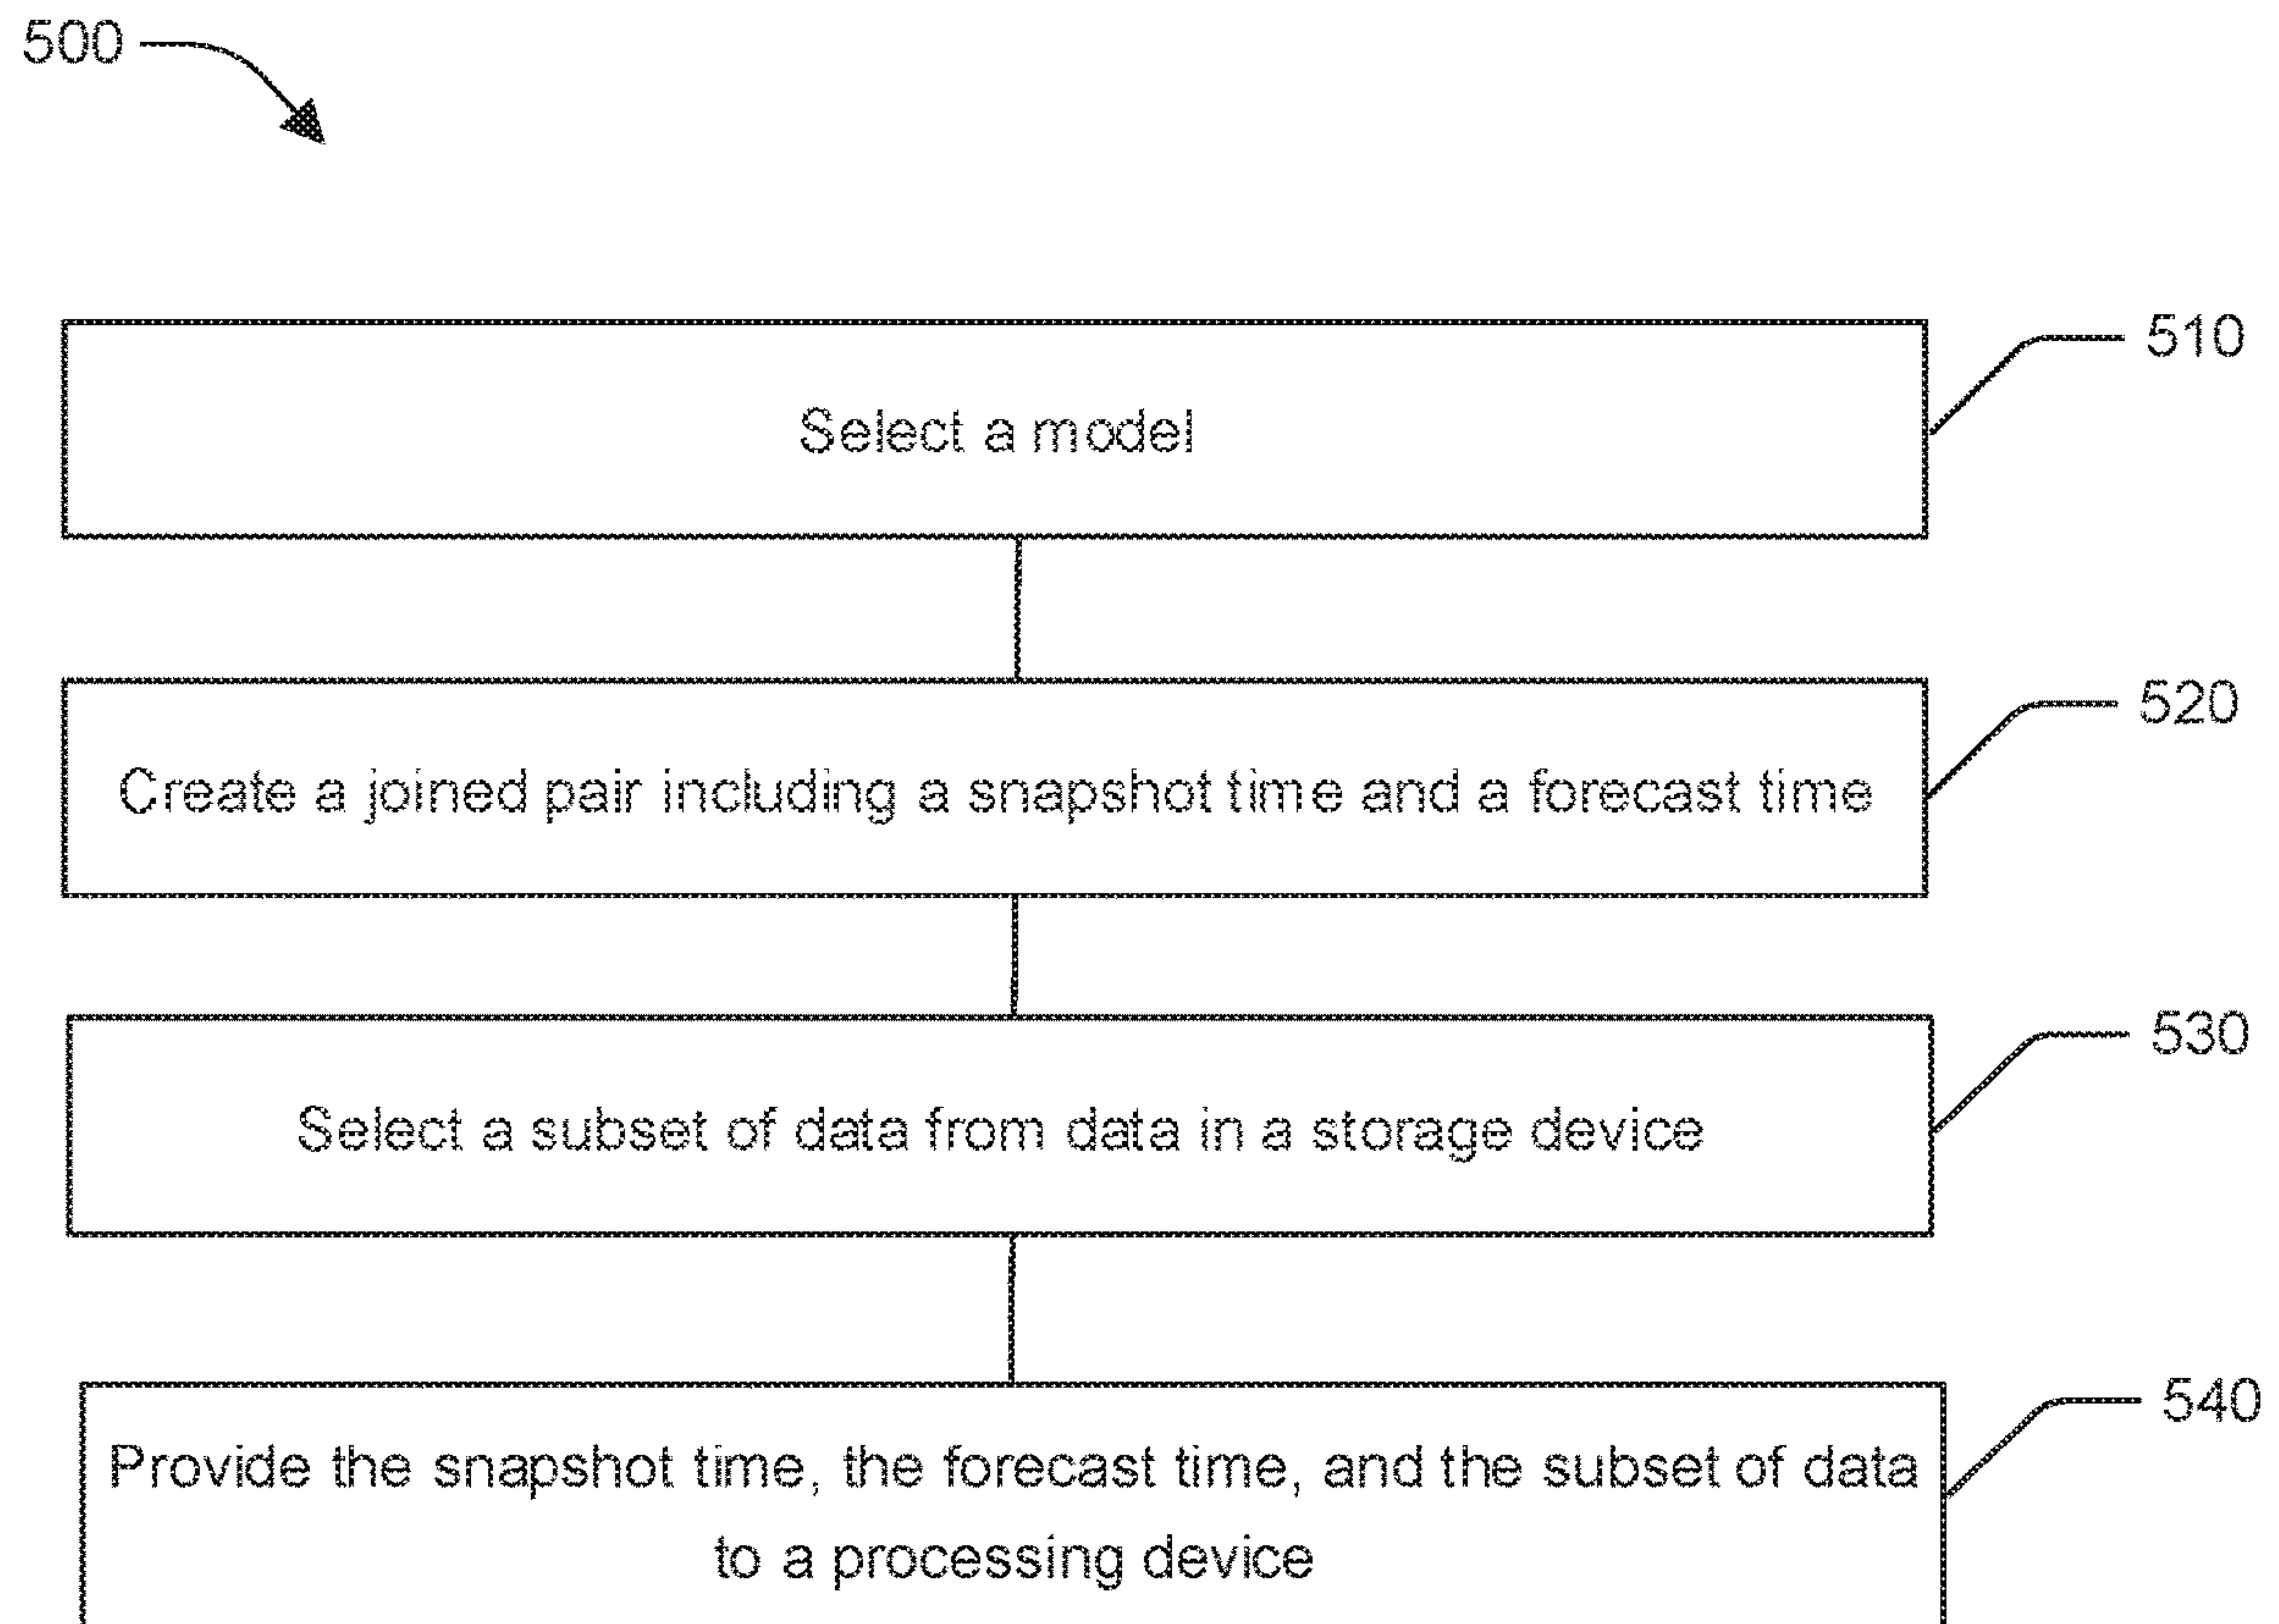 500
510
Select a model
520
Create a joined pair including a snapshot time and a forecast time
530
Select a subset of data from data in a storage device
540
Provide the snapshot time, the forecast time, and the subset of data
to a processing device